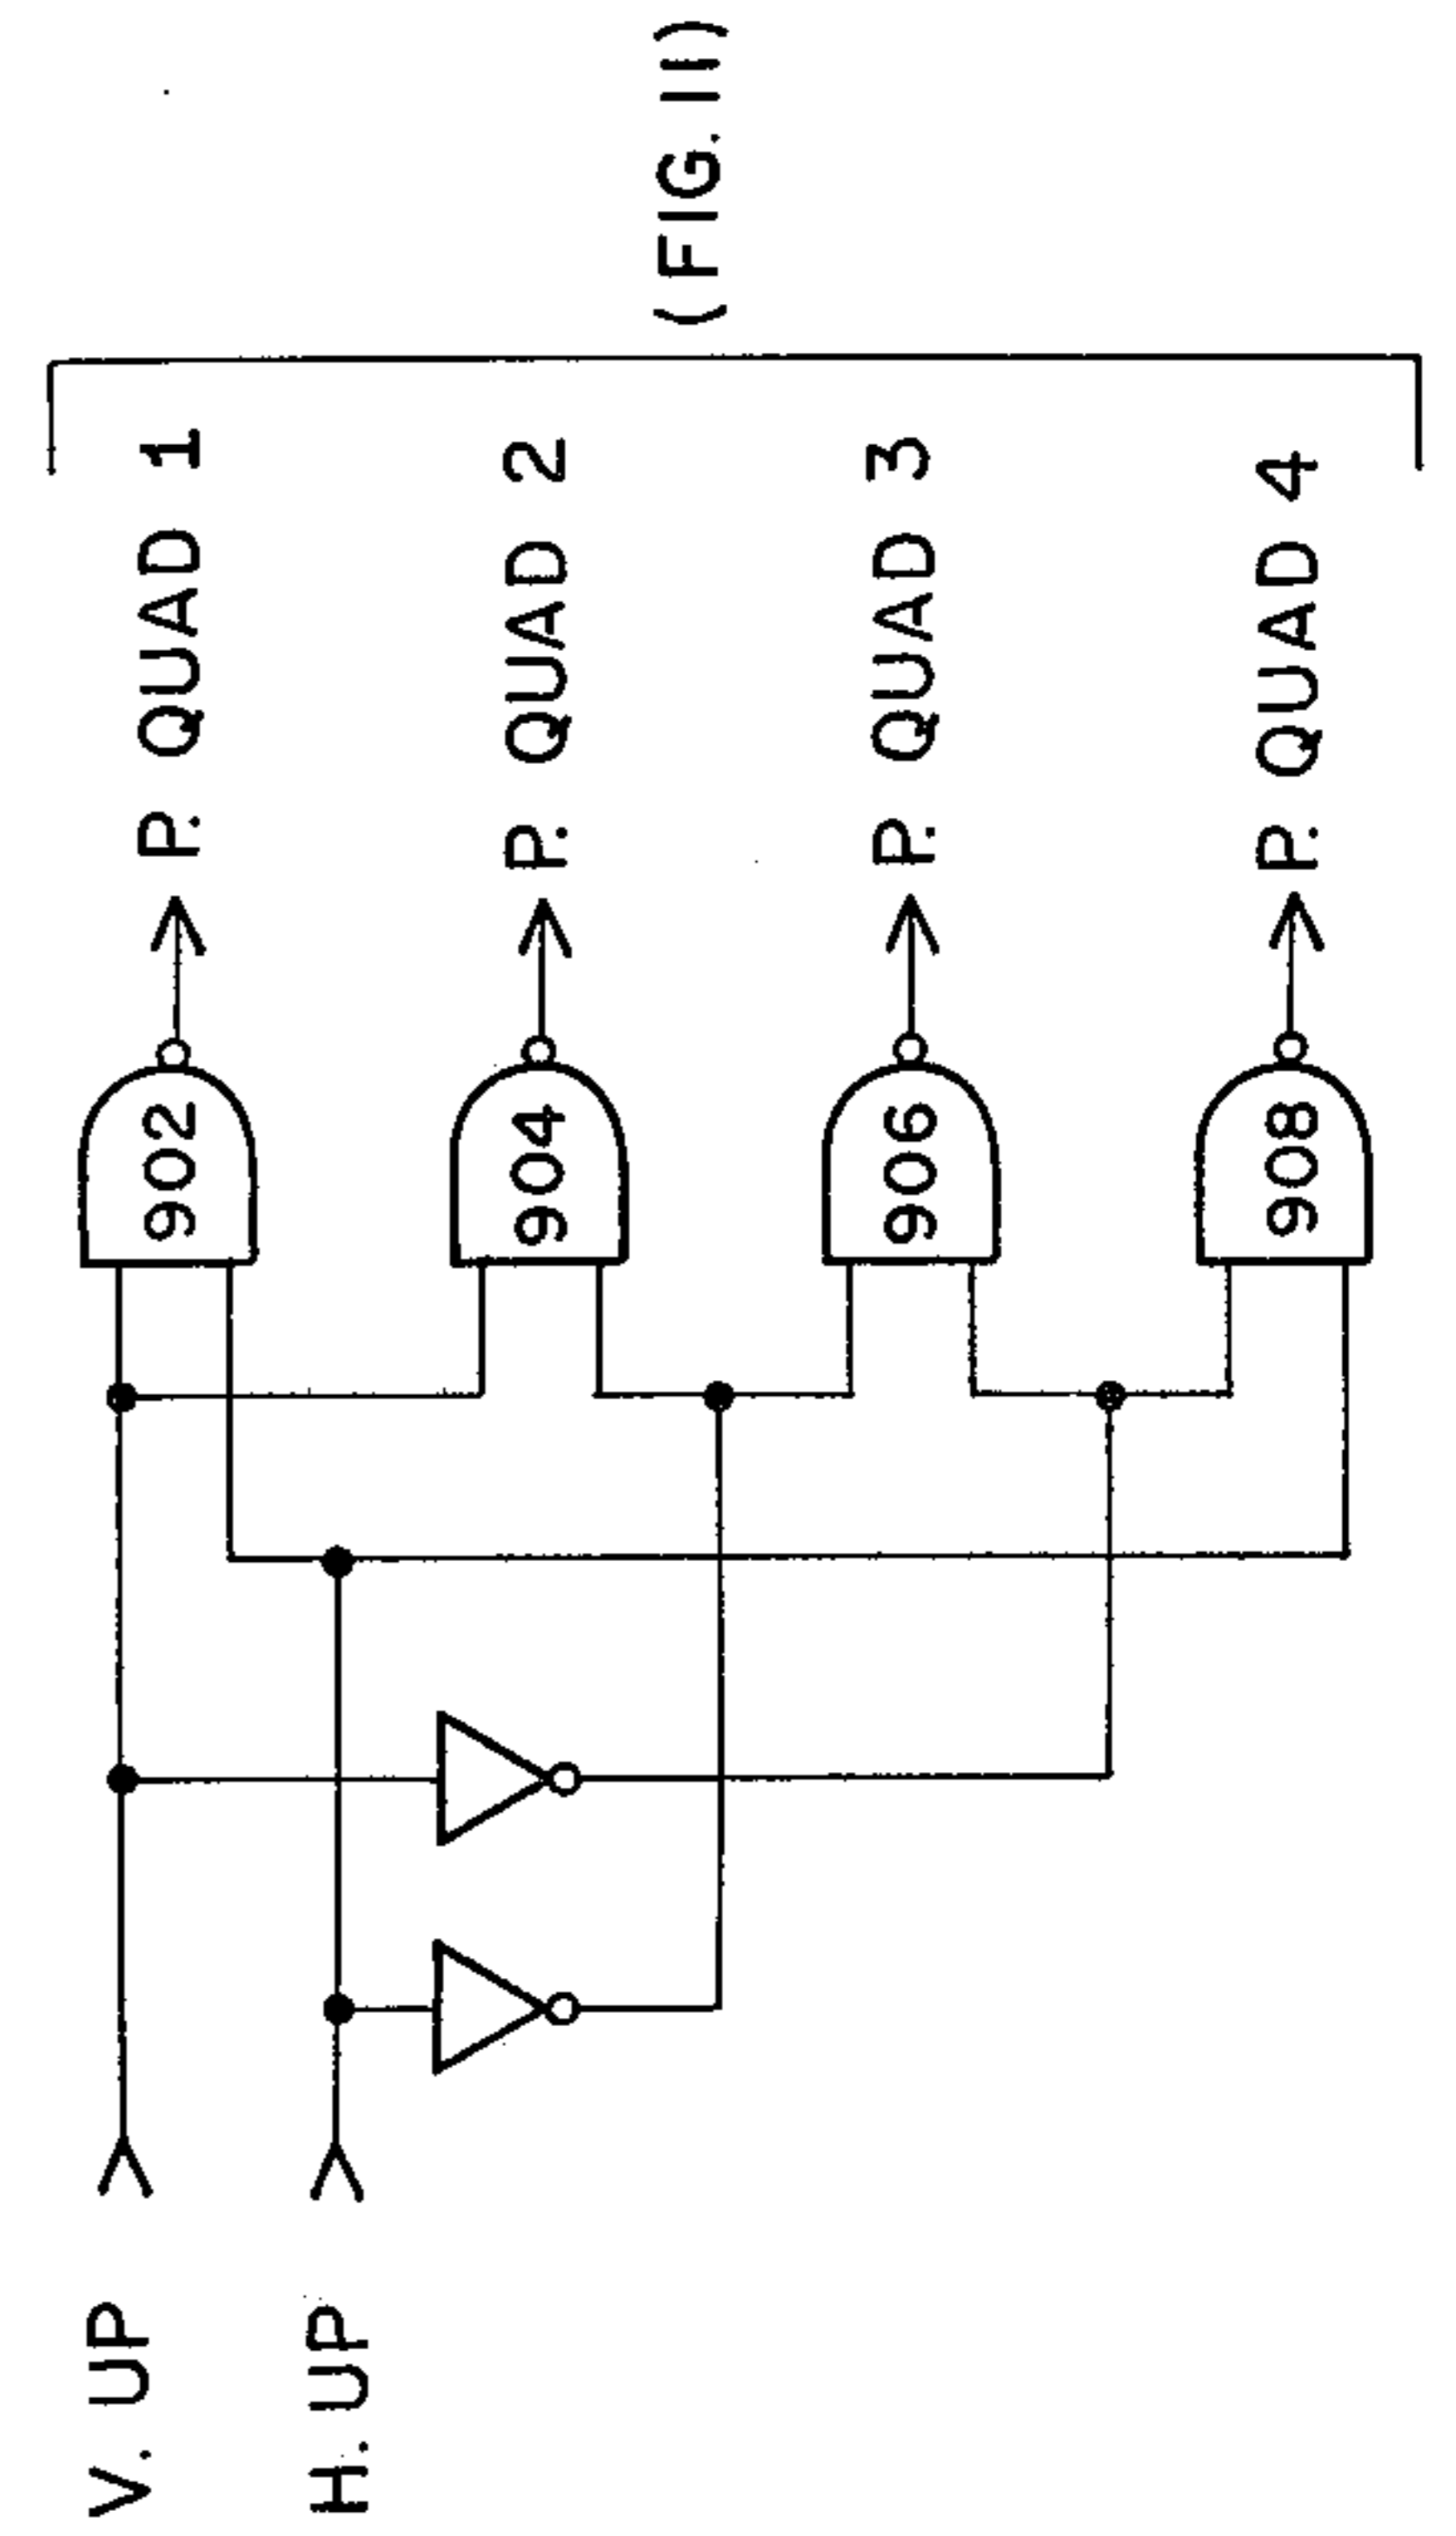 V. UP
H. UP
902
904
906
908
P. QUAD 1
P. QUAD 2
P. QUAD 3
P. QUAD 4
(FIG. 11)